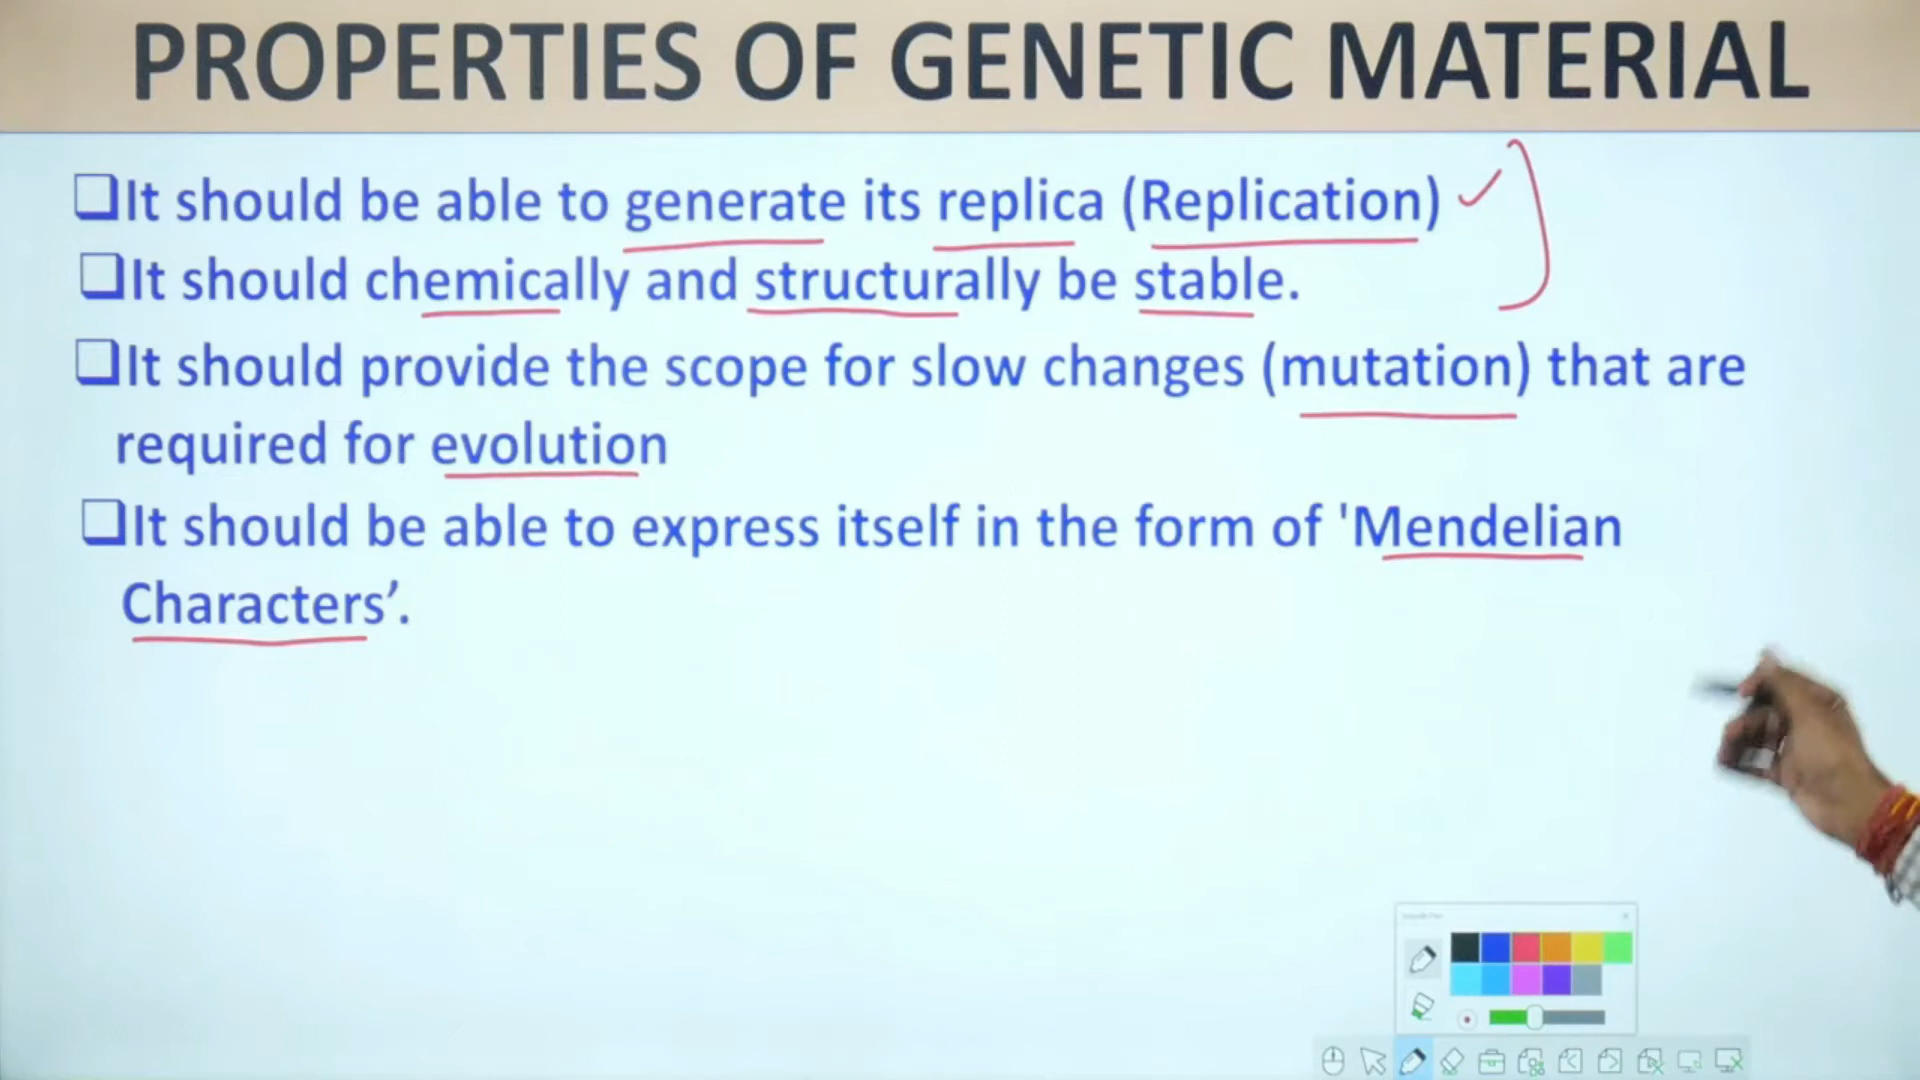 PROPERTIES OF GENETIC MATERIAL
It should be able to generate its replica (Replication)
It should chemically and structurally be stable.
It should provide the scope for slow changes (mutation) that are
required for evolution
It should be able to express itself in the form of 'Mendelian
Characters’.